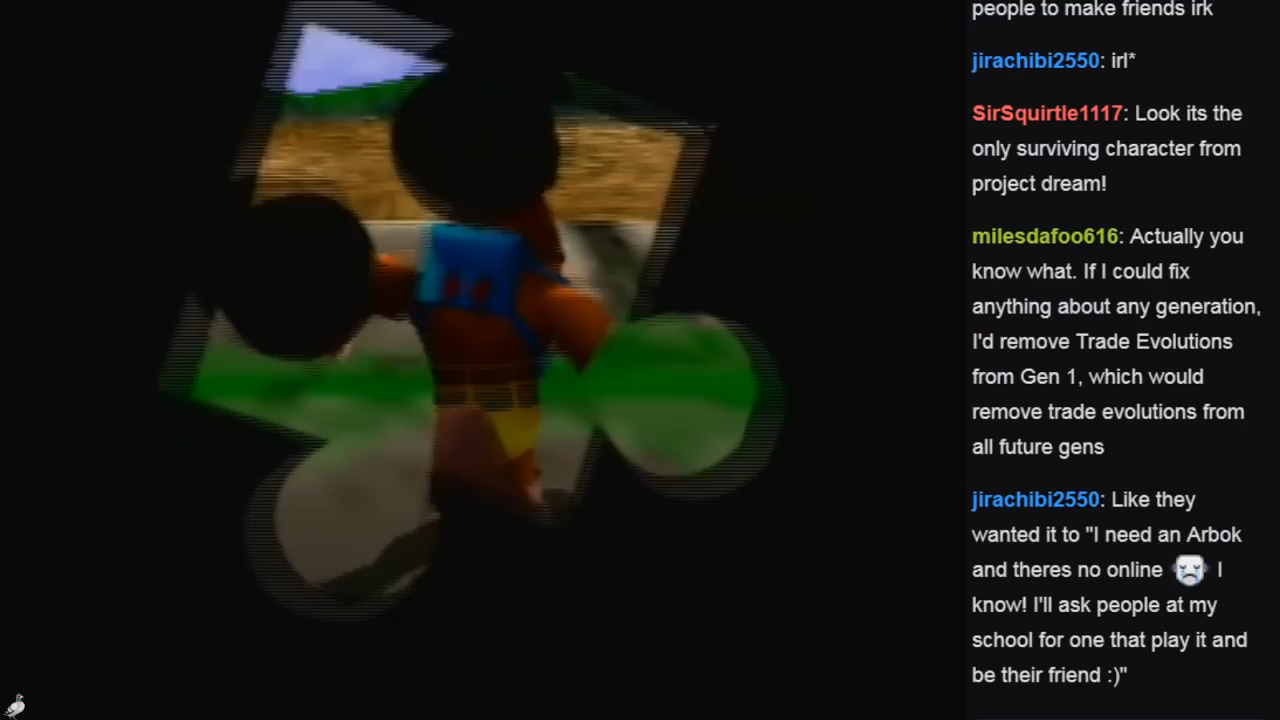 people to make friends irk
jirachibi2550: irl*
SirSquirtle1117: Look its the
only surviving character from
project dream!
milesdafoo616: Actually you
know what. If I could fix
anything about any generation,
I'd remove Trade Evolutions
from Gen 1, which would
remove trade evolutions from
all future gens
jirachibi2550: Like they
wanted it to "I need an Arbok
and theres no online I
know! I'll ask people at my
school for one that play it and
be their friend :)"